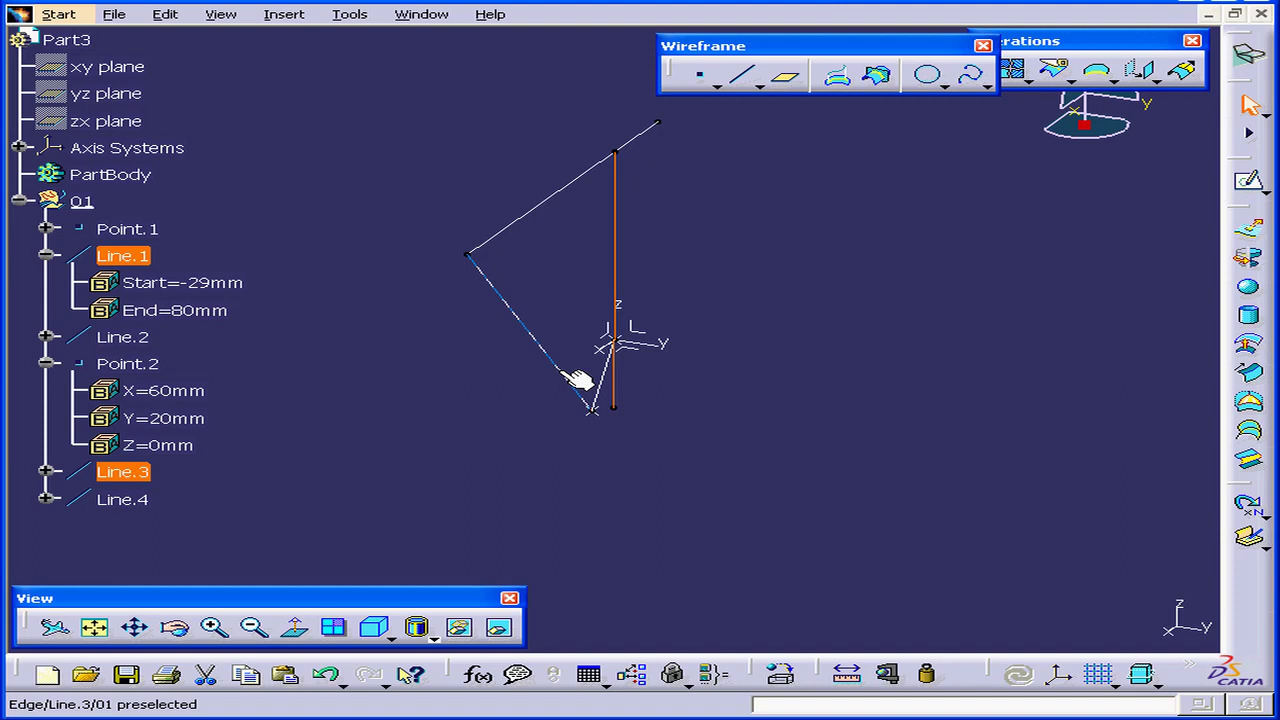 Start File Edit View Insert Tools Window Help
Wireframe
erations
Part3
xy plane
yz plane
zx plane
Axis Systems
PartBody
01
Point.1
Line.1
Start=-29mm
End=80mm
Line.2
Point.2
X=60mm
Y=20mm
Z=0mm
Line.3
Line.4
y
z
x
y
View
z
x
y
f(x)
CATIA
Edge/Line.3/01 preselected